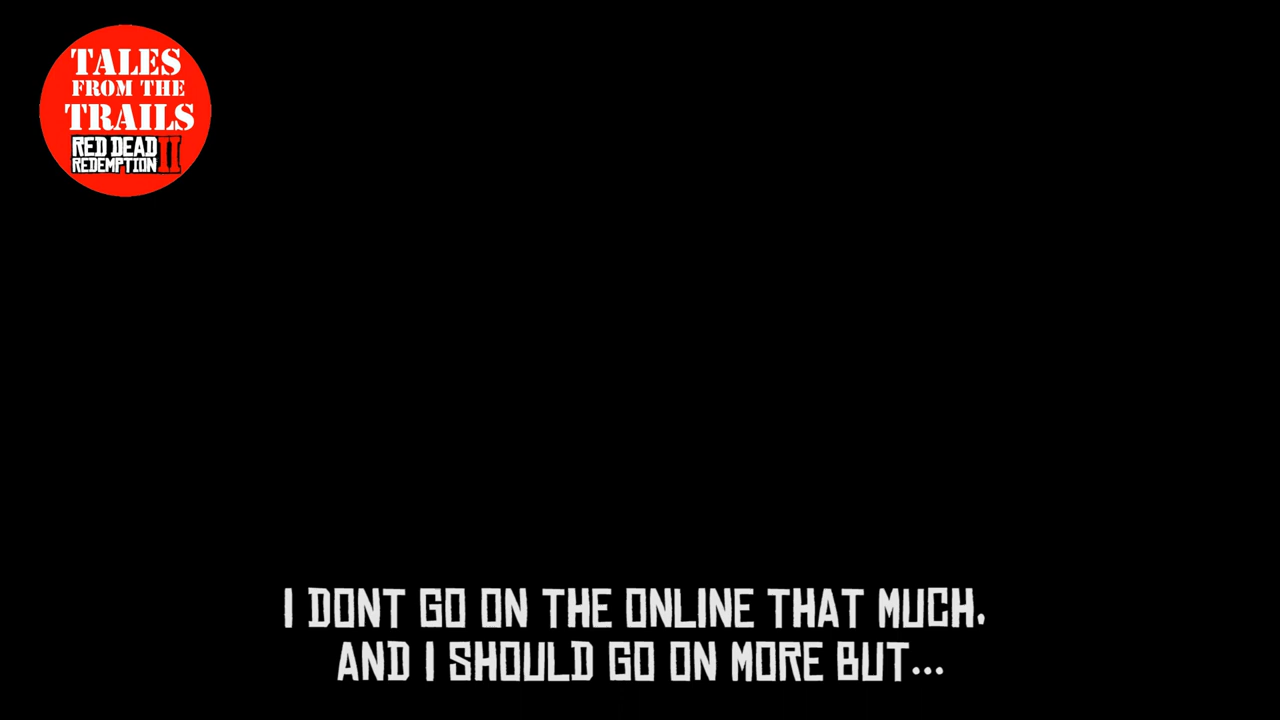 TALES
FROM THE
TRAILS
RED DEAD
REDEMPTION II
I DONT GO ON THE ONLINE THAT MUCH.
AND I SHOULD GO ON MORE BUT...